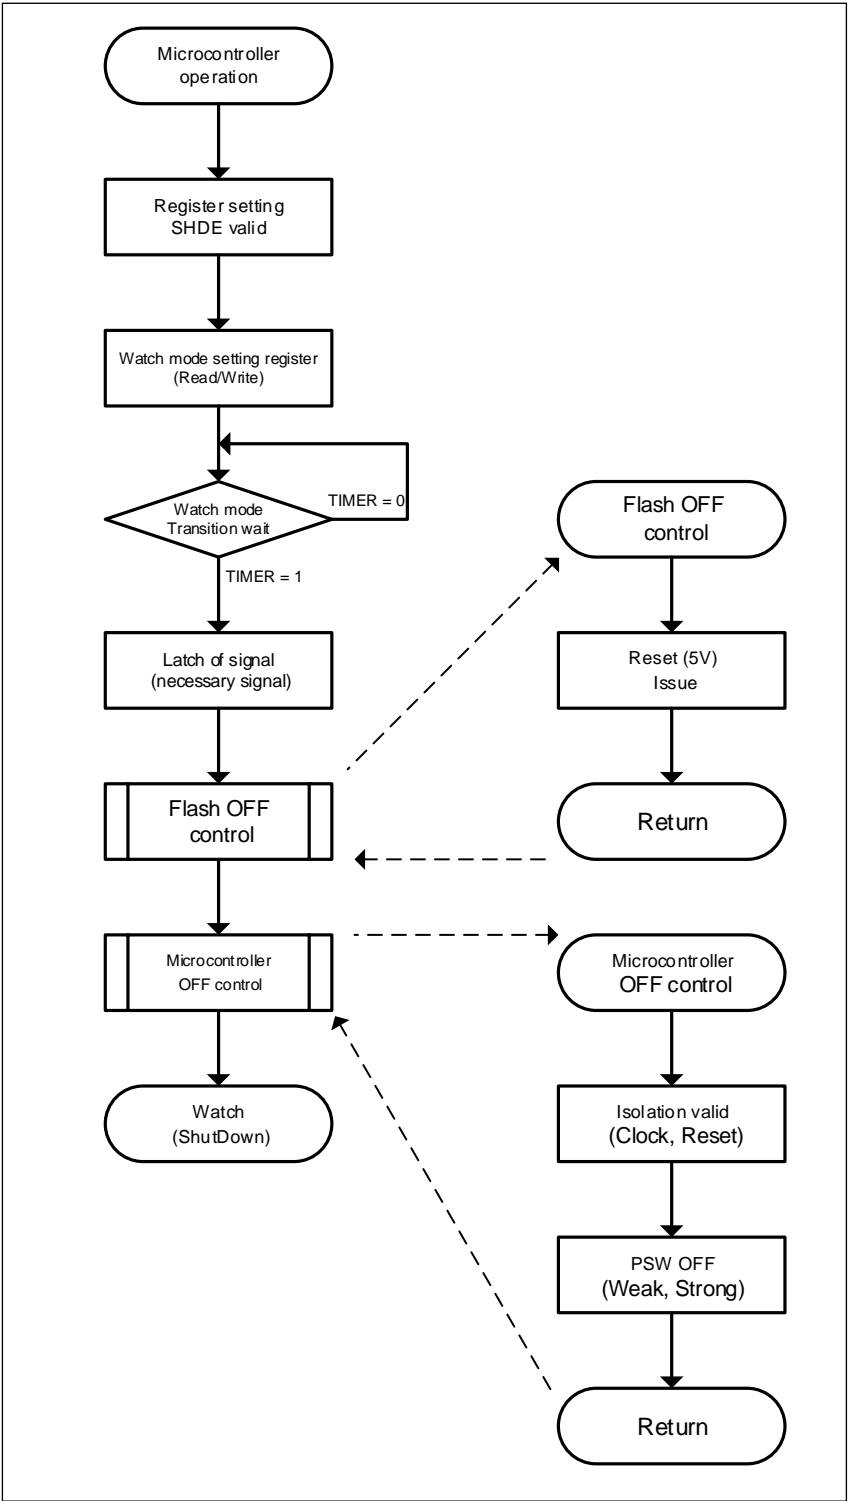 Microcontroller
operation
Register setting
SHDE valid
Watch mode setting register
(Read/Write)
Watch mode
Transition wait
TIMER = 0
TIMER = 1
Latch of signal
(necessary signal)
Flash OFF
control
Microcontroller
OFF control
Watch
(ShutDown)
Flash OFF
control
Reset (5V)
Issue
Return
Microcontroller
OFF control
Isolation valid
(Clock, Reset)
PSW OFF
(Weak, Strong)
Return